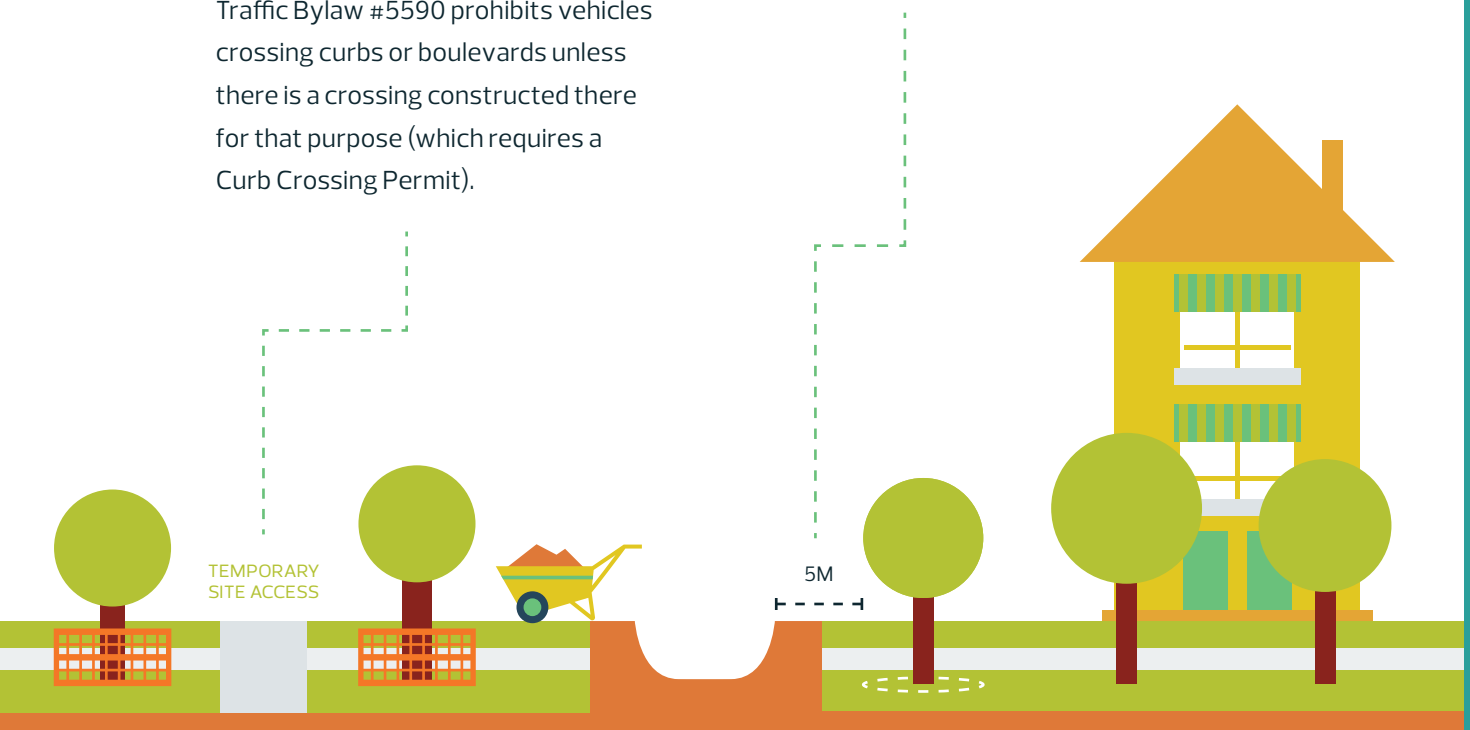 Traffic Bylaw #5590 prohibits vehicles
crossing curbs or boulevards unless
there is a crossing constructed there
for that purpose (which requires a
Curb Crossing Permit).
TEMPORARY
SITE ACCESS
5M